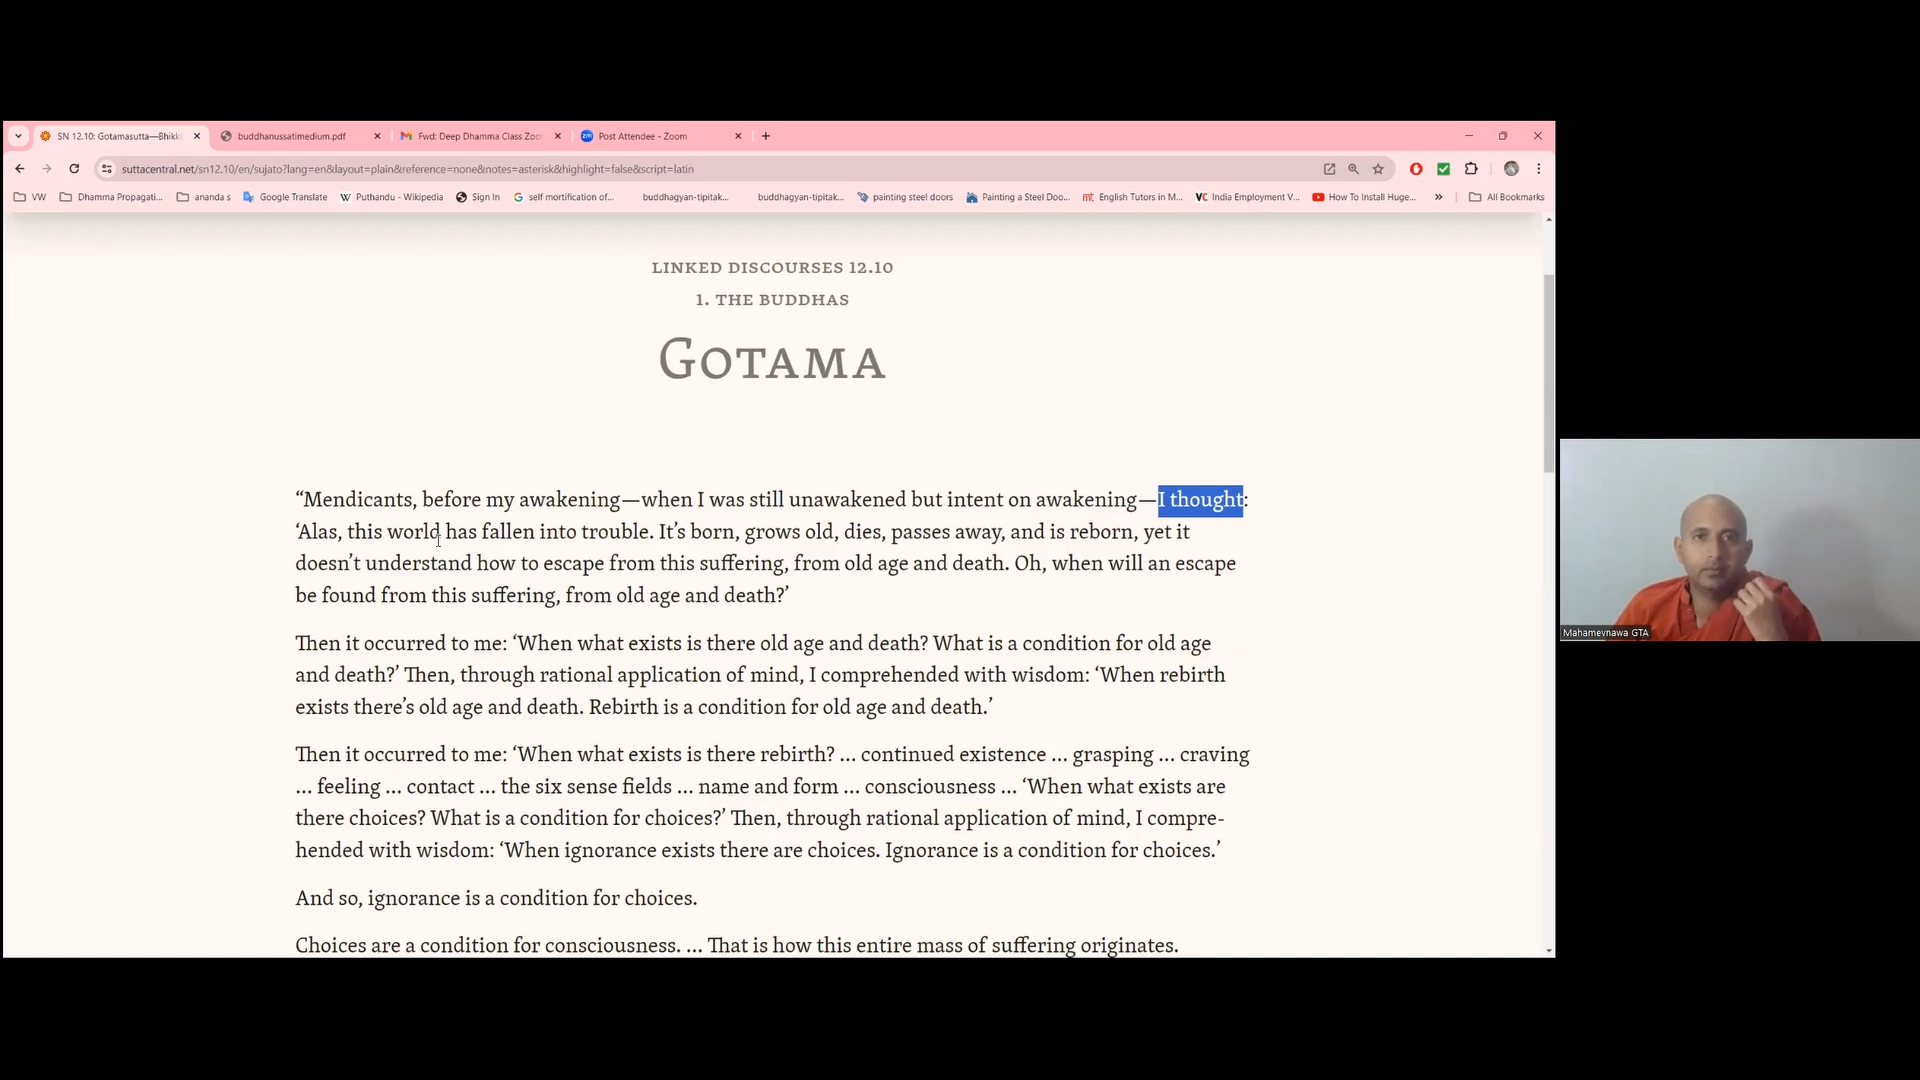 SN 12.10: Gotamasutta—Bhikk
buddhanussatimedium.pdf
Fwd: Deep Dhamma Class Zoo
Post Attendee - Zoom
suttacentral.net/sn12.10/en/sujato?lang=en&layout=plain&reference=none&notes=asterisk&highlight=false&script=latin
VW
Dhamma Propagati...
ananda s
Google Translate
Puthandu - Wikipedia
Sign In
self mortification of...
buddhagyan-tipitak...
buddhagyan-tipitak...
painting steel doors
Painting a Steel Doo...
English Tutors in M...
India Employment V...
How To Install Huge...
»
All Bookmarks
LINKED DISCOURSES 12.10
1. THE BUDDHAS
GOTAMA
“Mendicants, before my awakening—when I was still unawakened but intent on awakening—I thought:
‘Alas, this world has fallen into trouble. It’s born, grows old, dies, passes away, and is reborn, yet it
doesn’t understand how to escape from this suffering, from old age and death. Oh, when will an escape
be found from this suffering, from old age and death?’
Then it occurred to me: ‘When what exists is there old age and death? What is a condition for old age
and death?’ Then, through rational application of mind, I comprehended with wisdom: ‘When rebirth
exists there’s old age and death. Rebirth is a condition for old age and death.’
Then it occurred to me: ‘When what exists is there rebirth? … continued existence … grasping … craving
… feeling … contact … the six sense fields … name and form … consciousness … ‘When what exists are
there choices? What is a condition for choices?’ Then, through rational application of mind, I compre-
hended with wisdom: ‘When ignorance exists there are choices. Ignorance is a condition for choices.’
And so, ignorance is a condition for choices.
Choices are a condition for consciousness. … That is how this entire mass of suffering originates.
Mahamevnawa GTA